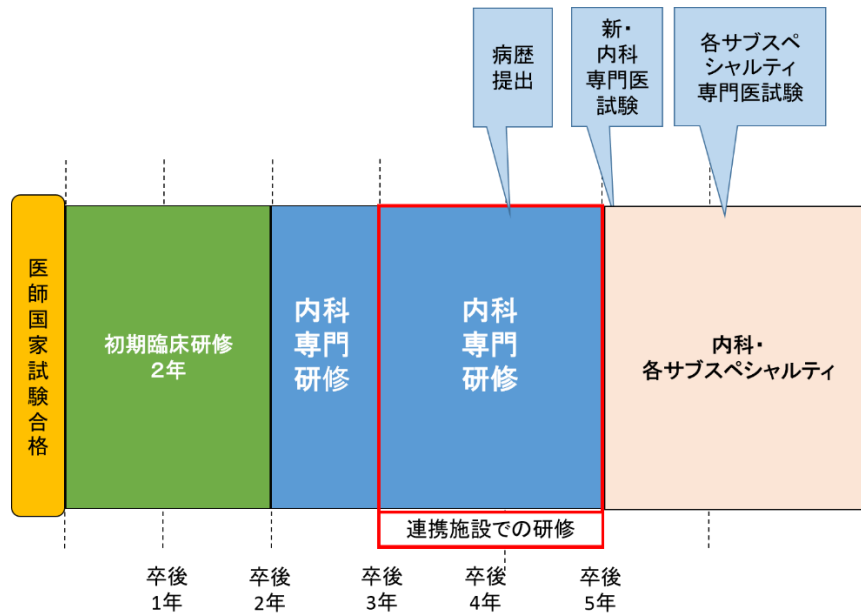 病歴
提出
新・
内科
専門医
試験
各サブスペ
シャルティ
専門医試験
医師国家試験合格
初期臨床研修
2年
内科
専門
研修
内科
専門
研修
内科・
各サブスペシャルティ
連携施設での研修
卒後
1年
卒後
2年
卒後
3年
卒後
4年
卒後
5年